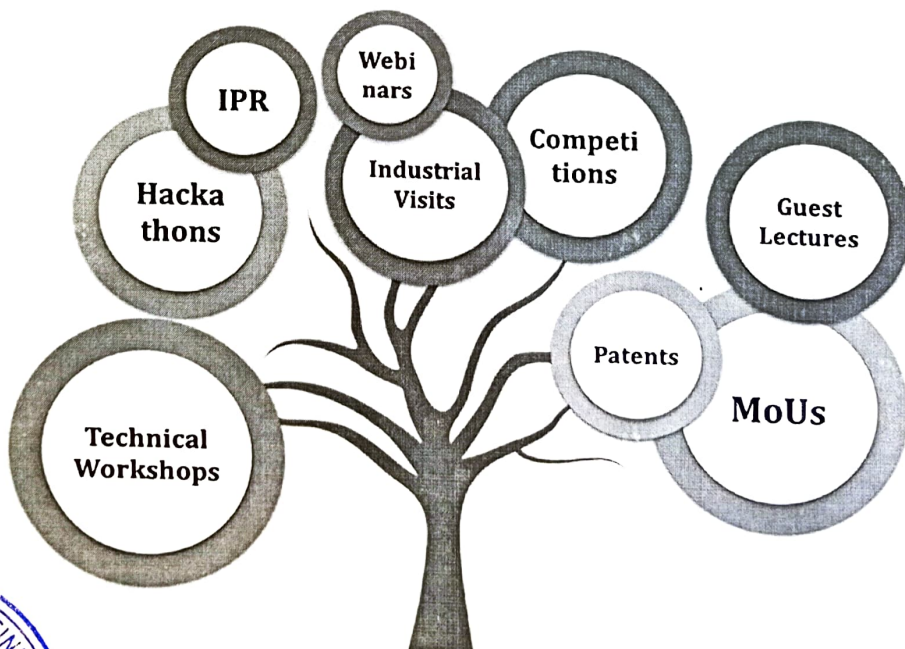 IPR
Webi
nars
Hacka
thons
Industrial
Visits
Competi
tions
Guest
Lectures
Technical
Workshops
Patents
MoUs